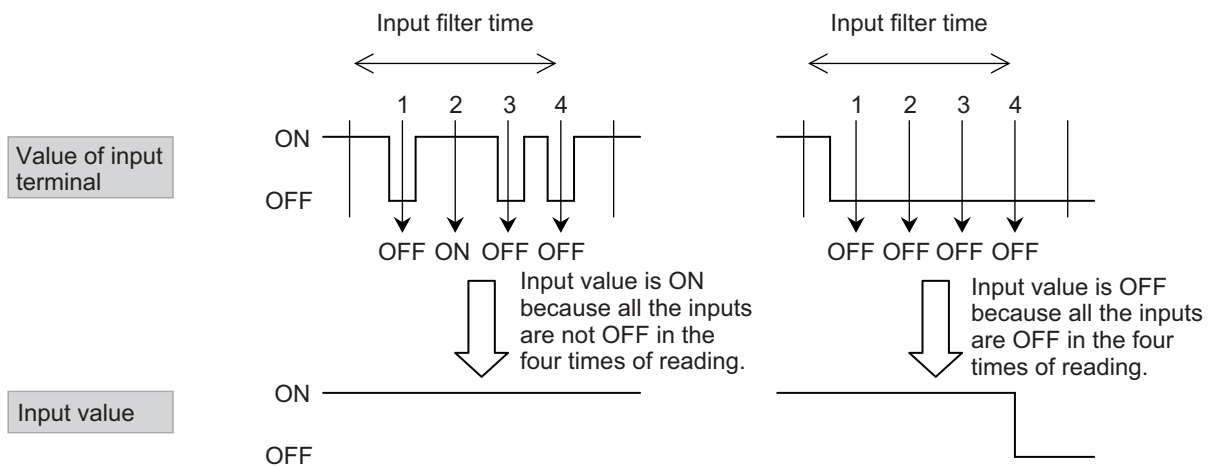 Input filter time
Input filter time
1 2 3 4
1 2 3 4
Value of input
terminal
ON
OFF
OFF ON OFF OFF
OFF OFF OFF OFF
Input value is ON
because all the inputs
are not OFF in the
four times of reading.
Input value is OFF
because all the inputs
are OFF in the four
times of reading.
Input value
ON
OFF